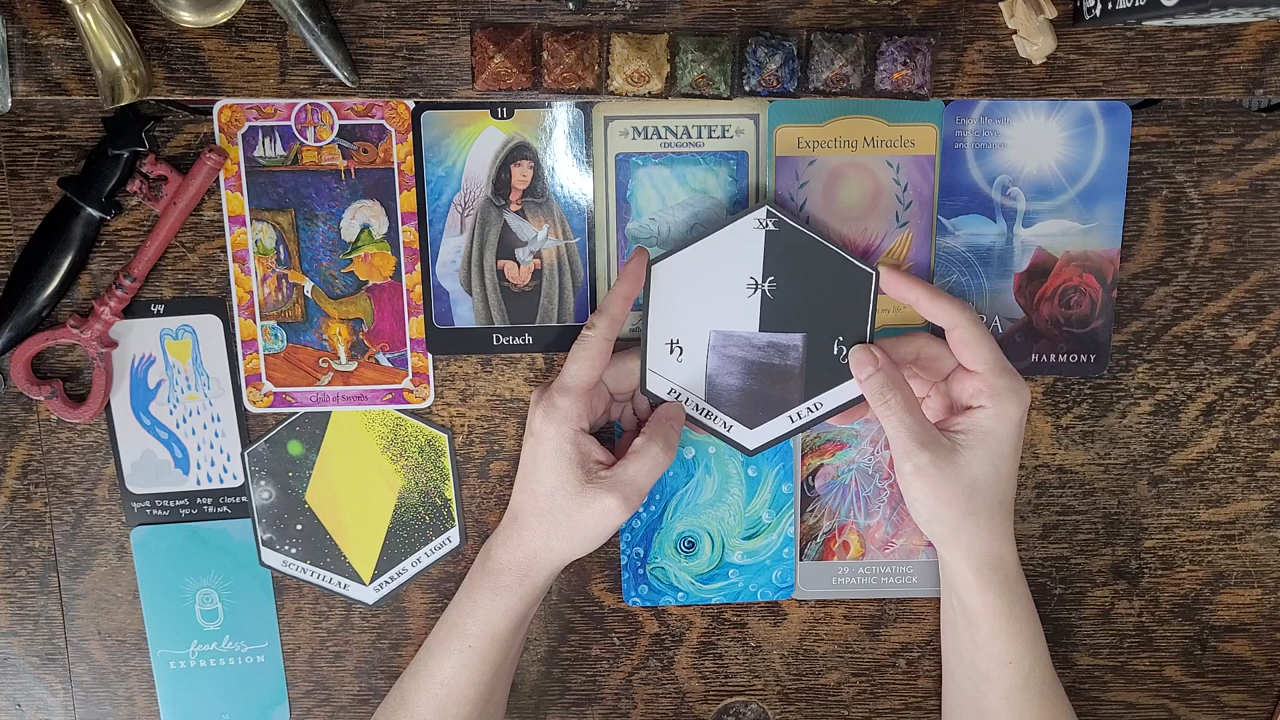 11
MANATEE
(DUGONG)
Expecting Miracles
Enjoy life with
music, love,
and romance.
XX
44
Child of Swords
Detach
HARMONY
PLUMBUM
LEAD
YOUR DREAMS ARE CLOSER
THAN YOU THINK
SCINTILLAE
SPARKS OF LIGHT
29 - ACTIVATING
EMPATHIC MAGICK
fearless
EXPRESSION